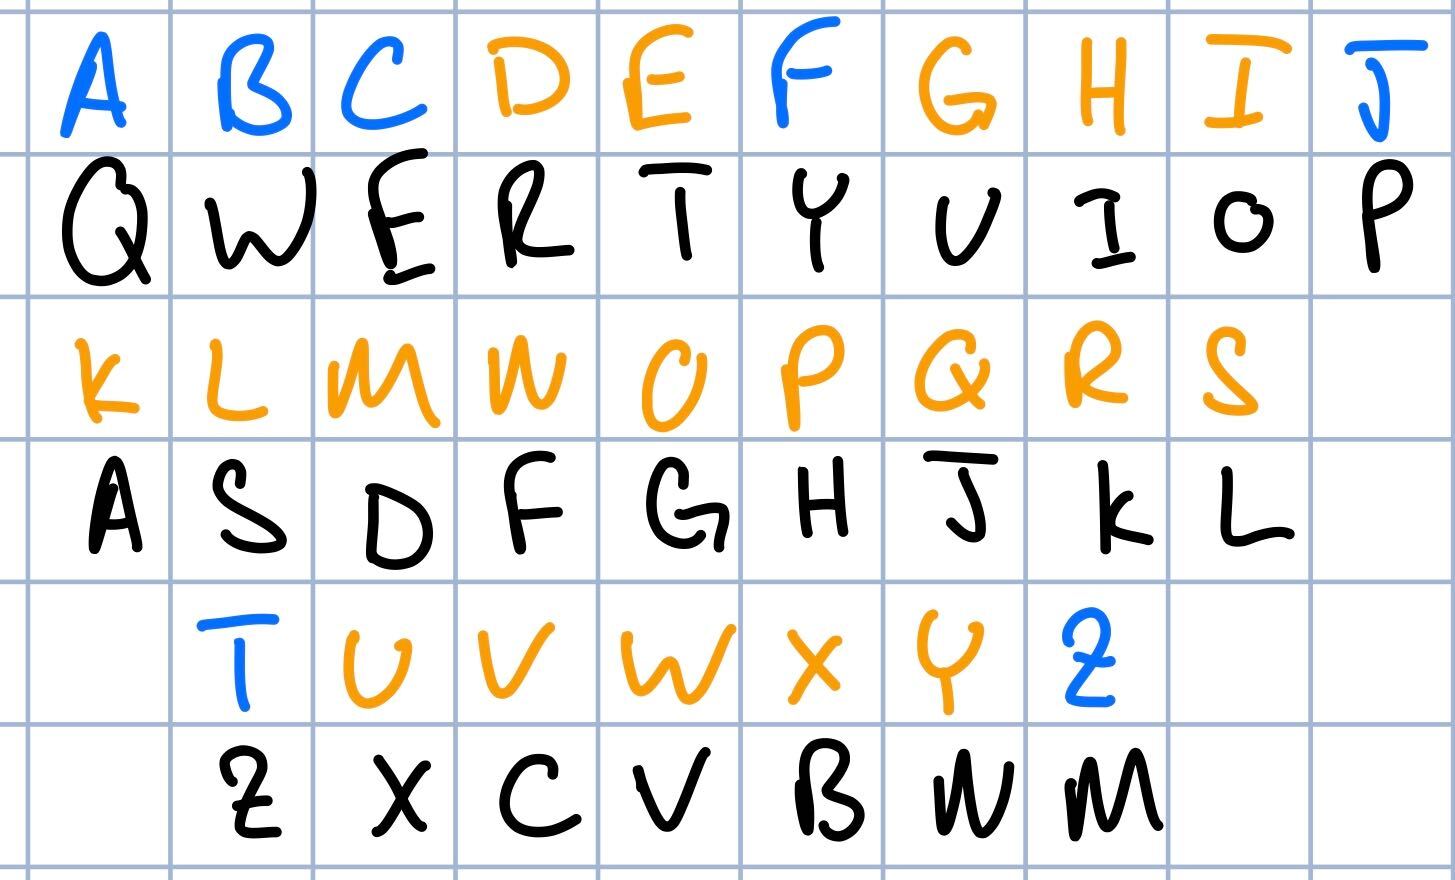 A B C D E F G H I J
Q W E R T Y U I O P
K L M N O P Q R S
A S D F G H J K L
T U V W X Y Z
Z X C V B N M